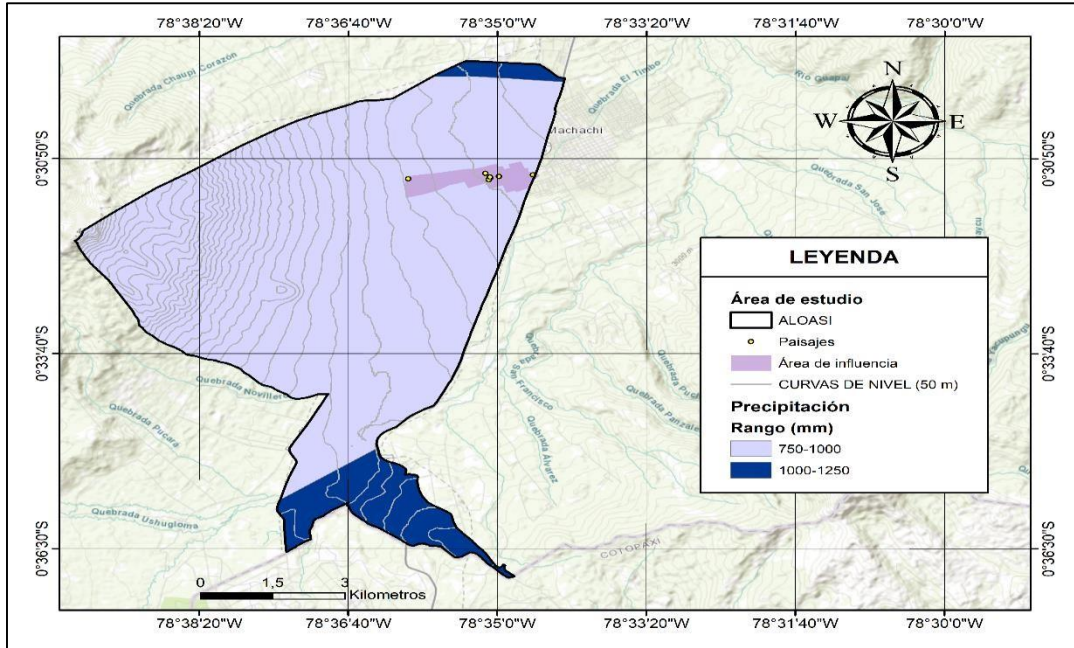 78°38'20"W 78°36'40"W 78°35'0"W 78°33'20"W 78°31'40"W 78°30'0"W
Quebrada Chaupi Corazón
Quebrada El Timbo
Río Guapal
N
W E
S
Machachi
0°30'50"S 0°30'50"S
Quebrada San José
LEYENDA
Área de estudio
ALOASI
Paisajes
Área de influencia
CURVAS DE NIVEL (50 m)
Precipitación
Rango (mm)
750-1000
1000-1250
0°33'40"S 0°33'40"S
San Francisco
Quebrada
Quebrada Panzale
Quebrada Alvarez
Quebrada Novillero
Quebrada Pucará
Quebrada Ushugloma
COTOPAXI
0°36'30"S 0°36'30"S
0 1,5 3
Kilometros
78°38'20"W 78°36'40"W 78°35'0"W 78°33'20"W 78°31'40"W 78°30'0"W